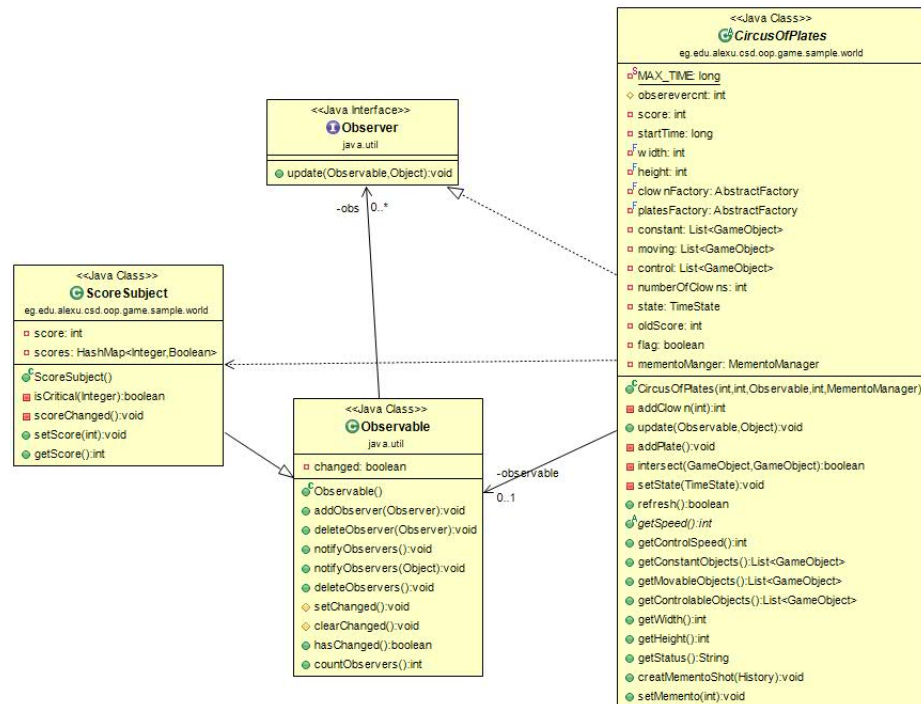 <<Java Class>>
CircusOfPlates
eg.edu.alexu.csd.oop.game.sample.world
MAX_TIME: long
obserevercnt: int
score: int
startTime: long
width: int
height: int
clownFactory: AbstractFactory
platesFactory: AbstractFactory
constant: List<GameObject>
moving: List<GameObject>
control: List<GameObject>
numberOfClowns: int
state: TimeState
oldScore: int
flag: boolean
mementoManger: MementoManager
CircusOfPlates(int,int,Observable,int,MementoManager)
addClown(int):int
update(Observable,Object):void
addPlate():void
intersect(GameObject,GameObject):boolean
setState(TimeState):void
refresh():boolean
getSpeed():int
getControlSpeed():int
getConstantObjects():List<GameObject>
getMovableObjects():List<GameObject>
getControlableObjects():List<GameObject>
getWidth():int
getHeight():int
getStatus():String
creatMementoShot(History):void
setMemento(int):void
<<Java Interface>>
Observer
java.util
update(Observable,Object):void
-obs 0..*
<<Java Class>>
ScoreSubject
eg.edu.alexu.csd.oop.game.sample.world
score: int
scores: HashMap<Integer,Boolean>
ScoreSubject()
isCritical(Integer):boolean
scoreChanged():void
setScore(int):void
getScore():int
<<Java Class>>
Observable
java.util
changed: boolean
Observable()
addObserver(Observer):void
deleteObserver(Observer):void
notifyObservers():void
notifyObservers(Object):void
deleteObservers():void
setChanged():void
clearChanged():void
hasChanged():boolean
countObservers():int
-observable
0..1